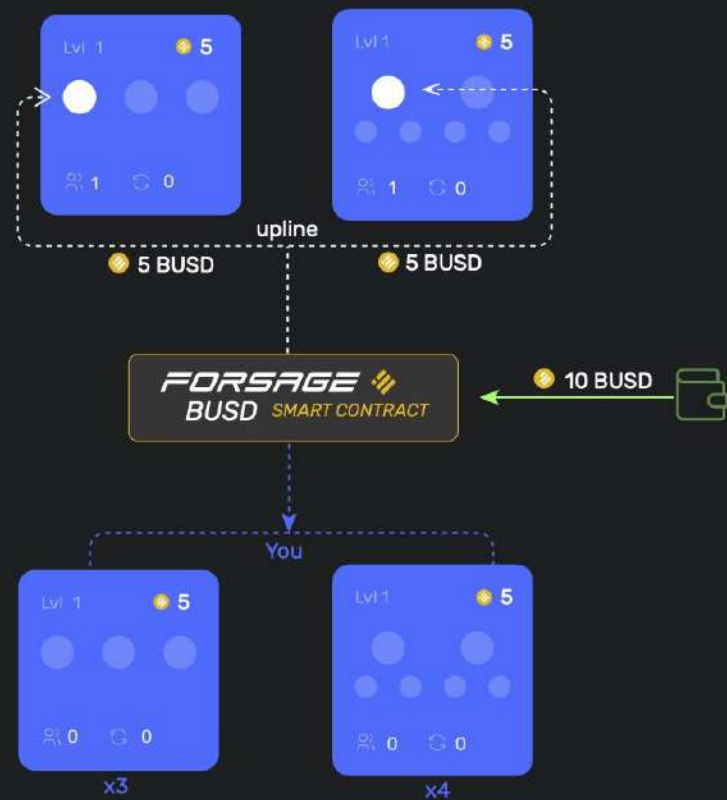 Lvl 1 5
Lvl 1 5
1 0
1 0
upline
5 BUSD
5 BUSD
FORSAGE
BUSD SMART CONTRACT
10 BUSD
You
Lvl 1 5
Lvl 1 5
0 0
0 0
x3
x4